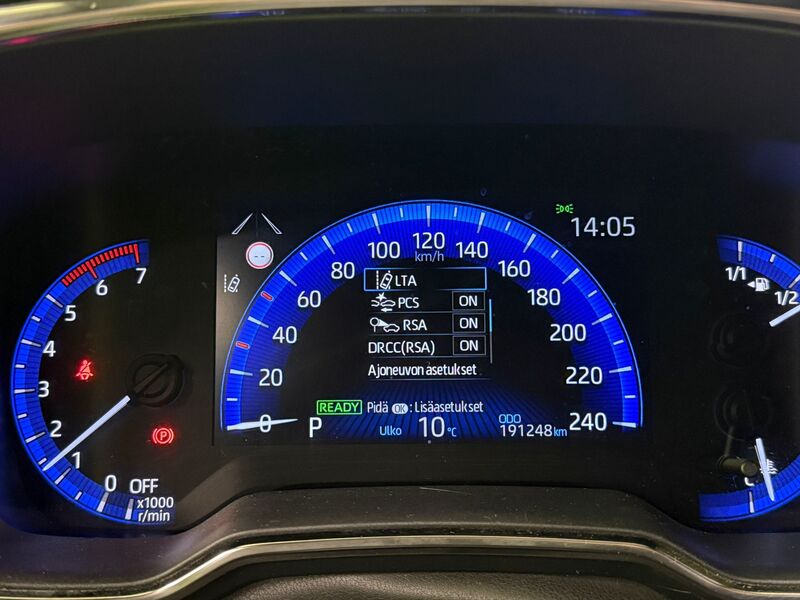 14:05
100 120 140
km/h
80 160
60 180
40 200
20 220
0 240
--
LTA
PCS ON
RSA ON
DRCC(RSA) ON
Ajoneuvon asetukset
READY Pidä OK : Lisäasetukset
P Ulko 10 °C
ODO
191248 km
7
6
5
4
3
2
1
0 OFF
x1000
r/min
1/1
1/2